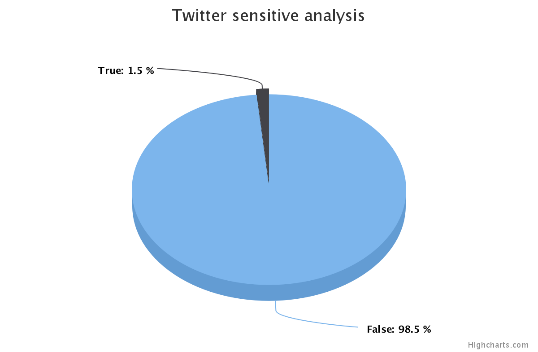 Twitter sensitive analysis
True: 1.5 %
False: 98.5 %
Highcharts.com